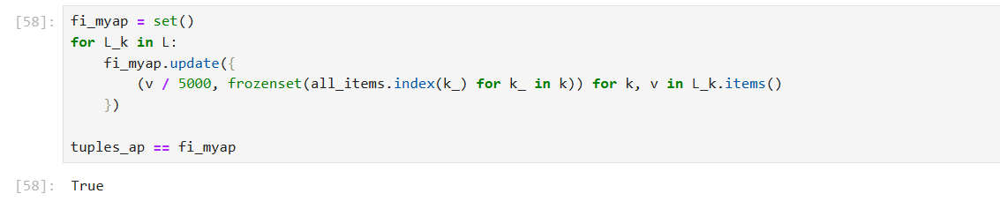 [58]: fi_myap = set()
for L_k in L:
    fi_myap.update({
        (v / 5000, frozenset(all_items.index(k_) for k_ in k)) for k, v in L_k.items()
    })

tuples_ap == fi_myap
[58]: True